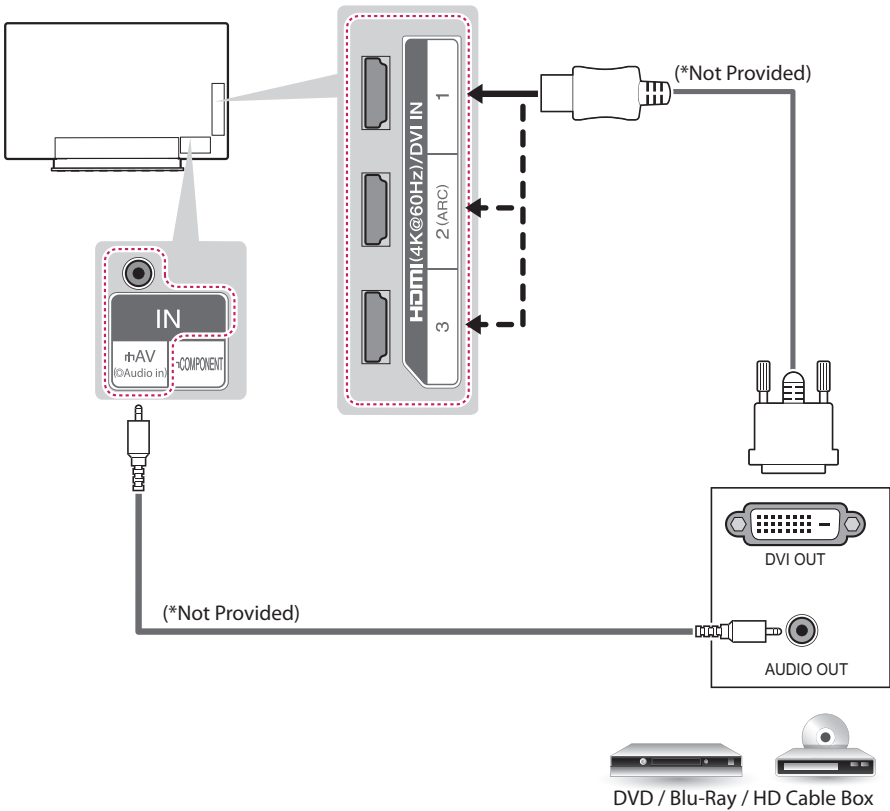 (*Not Provided)
HDMI(4K@60Hz)/DVI IN
1
2(ARC)
3
IN
AV
(Audio in)
COMPONENT
DVI OUT
(*Not Provided)
AUDIO OUT
DVD / Blu-Ray / HD Cable Box